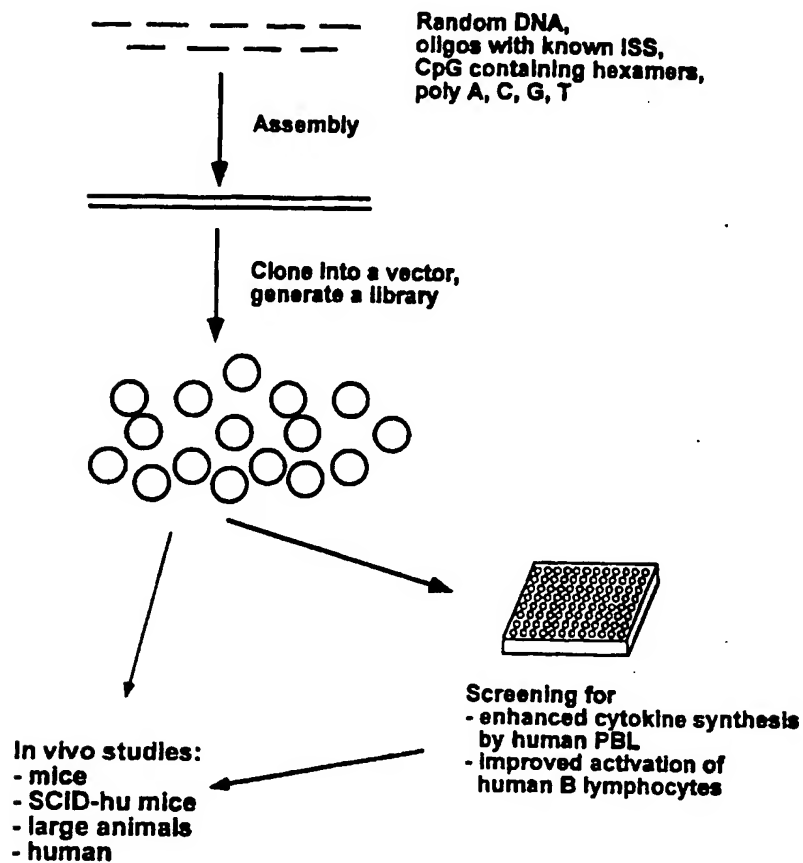 Random DNA,
oligos with known ISS,
CpG containing hexamers,
poly A, C, G, T
Assembly
Clone into a vector,
generate a library
Screening for
- enhanced cytokine synthesis
by human PBL
- improved activation of
human B lymphocytes
In vivo studies:
- mice
- SCID-hu mice
- large animals
- human